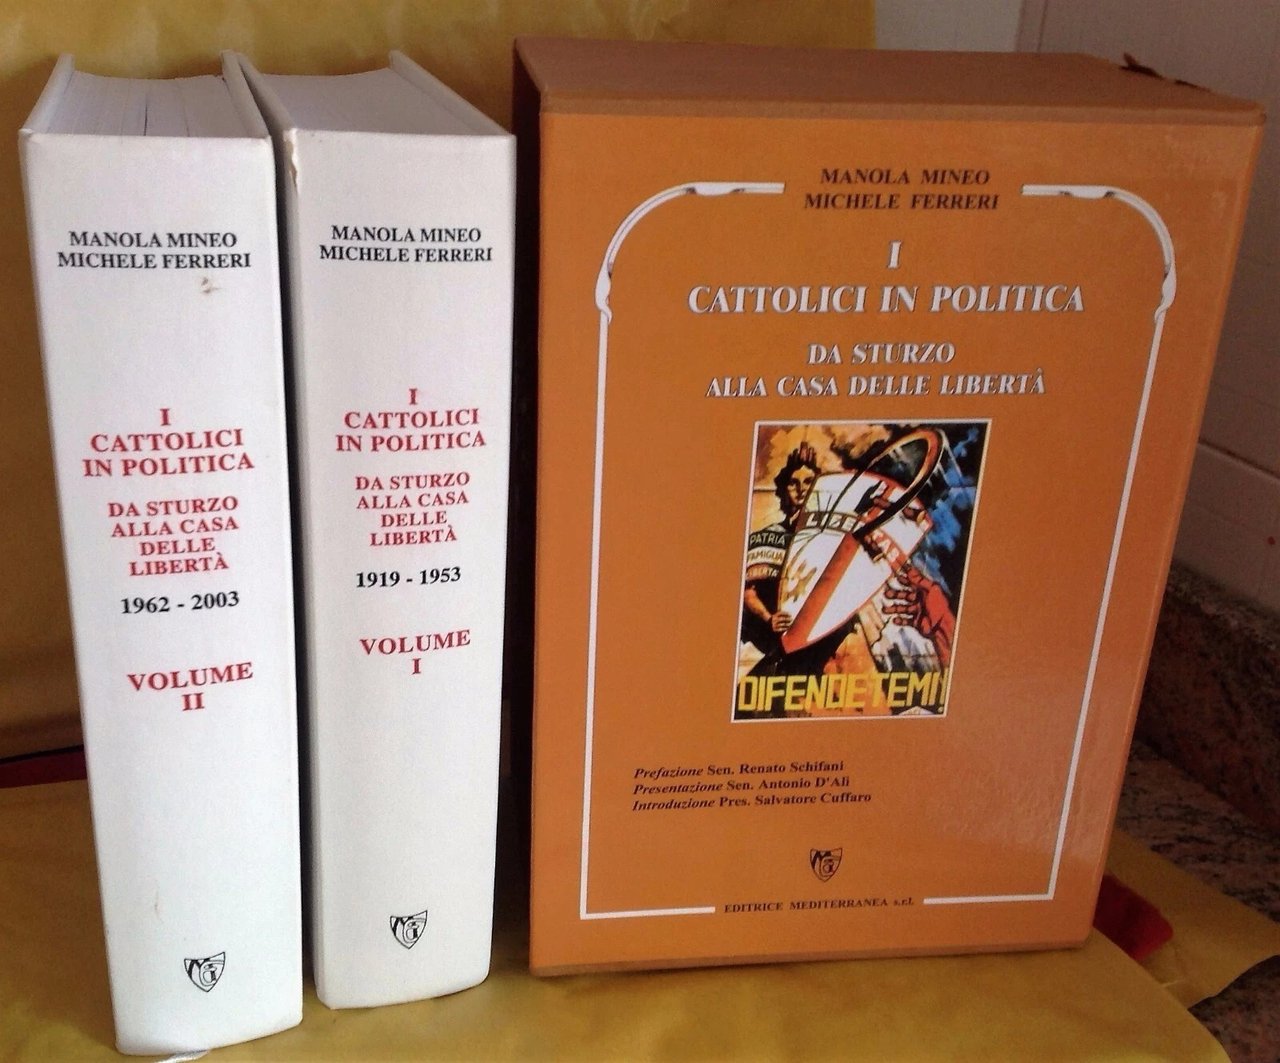 MANOLA MINEO
MICHELE FERRERI
I
CATTOLICI
IN POLITICA
DA STURZO
ALLA CASA
DELLE
LIBERTÀ
1962 - 2003
VOLUME
II
MANOLA MINEO
MICHELE FERRERI
I
CATTOLICI
IN POLITICA
DA STURZO
ALLA CASA
DELLE
LIBERTÀ
1919 - 1953
VOLUME
I
MANOLA MINEO
MICHELE FERRERI
I
CATTOLICI IN POLITICA
DA STURZO
ALLA CASA DELLE LIBERTÀ
PATRIA
FAMIGLIA
LIBERTÀ
DIFENDETEMI!
Prefazione Sen. Renato Schifani
Presentazione Sen. Antonio D'Alì
Introduzione Pres. Salvatore Cuffaro
EDITRICE MEDITERRANEA s.r.l.